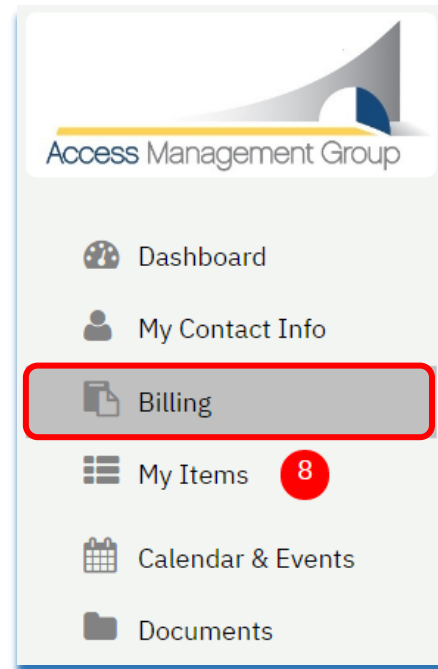 Access Management Group
Dashboard
My Contact Info
Billing
My Items 8
Calendar & Events
Documents